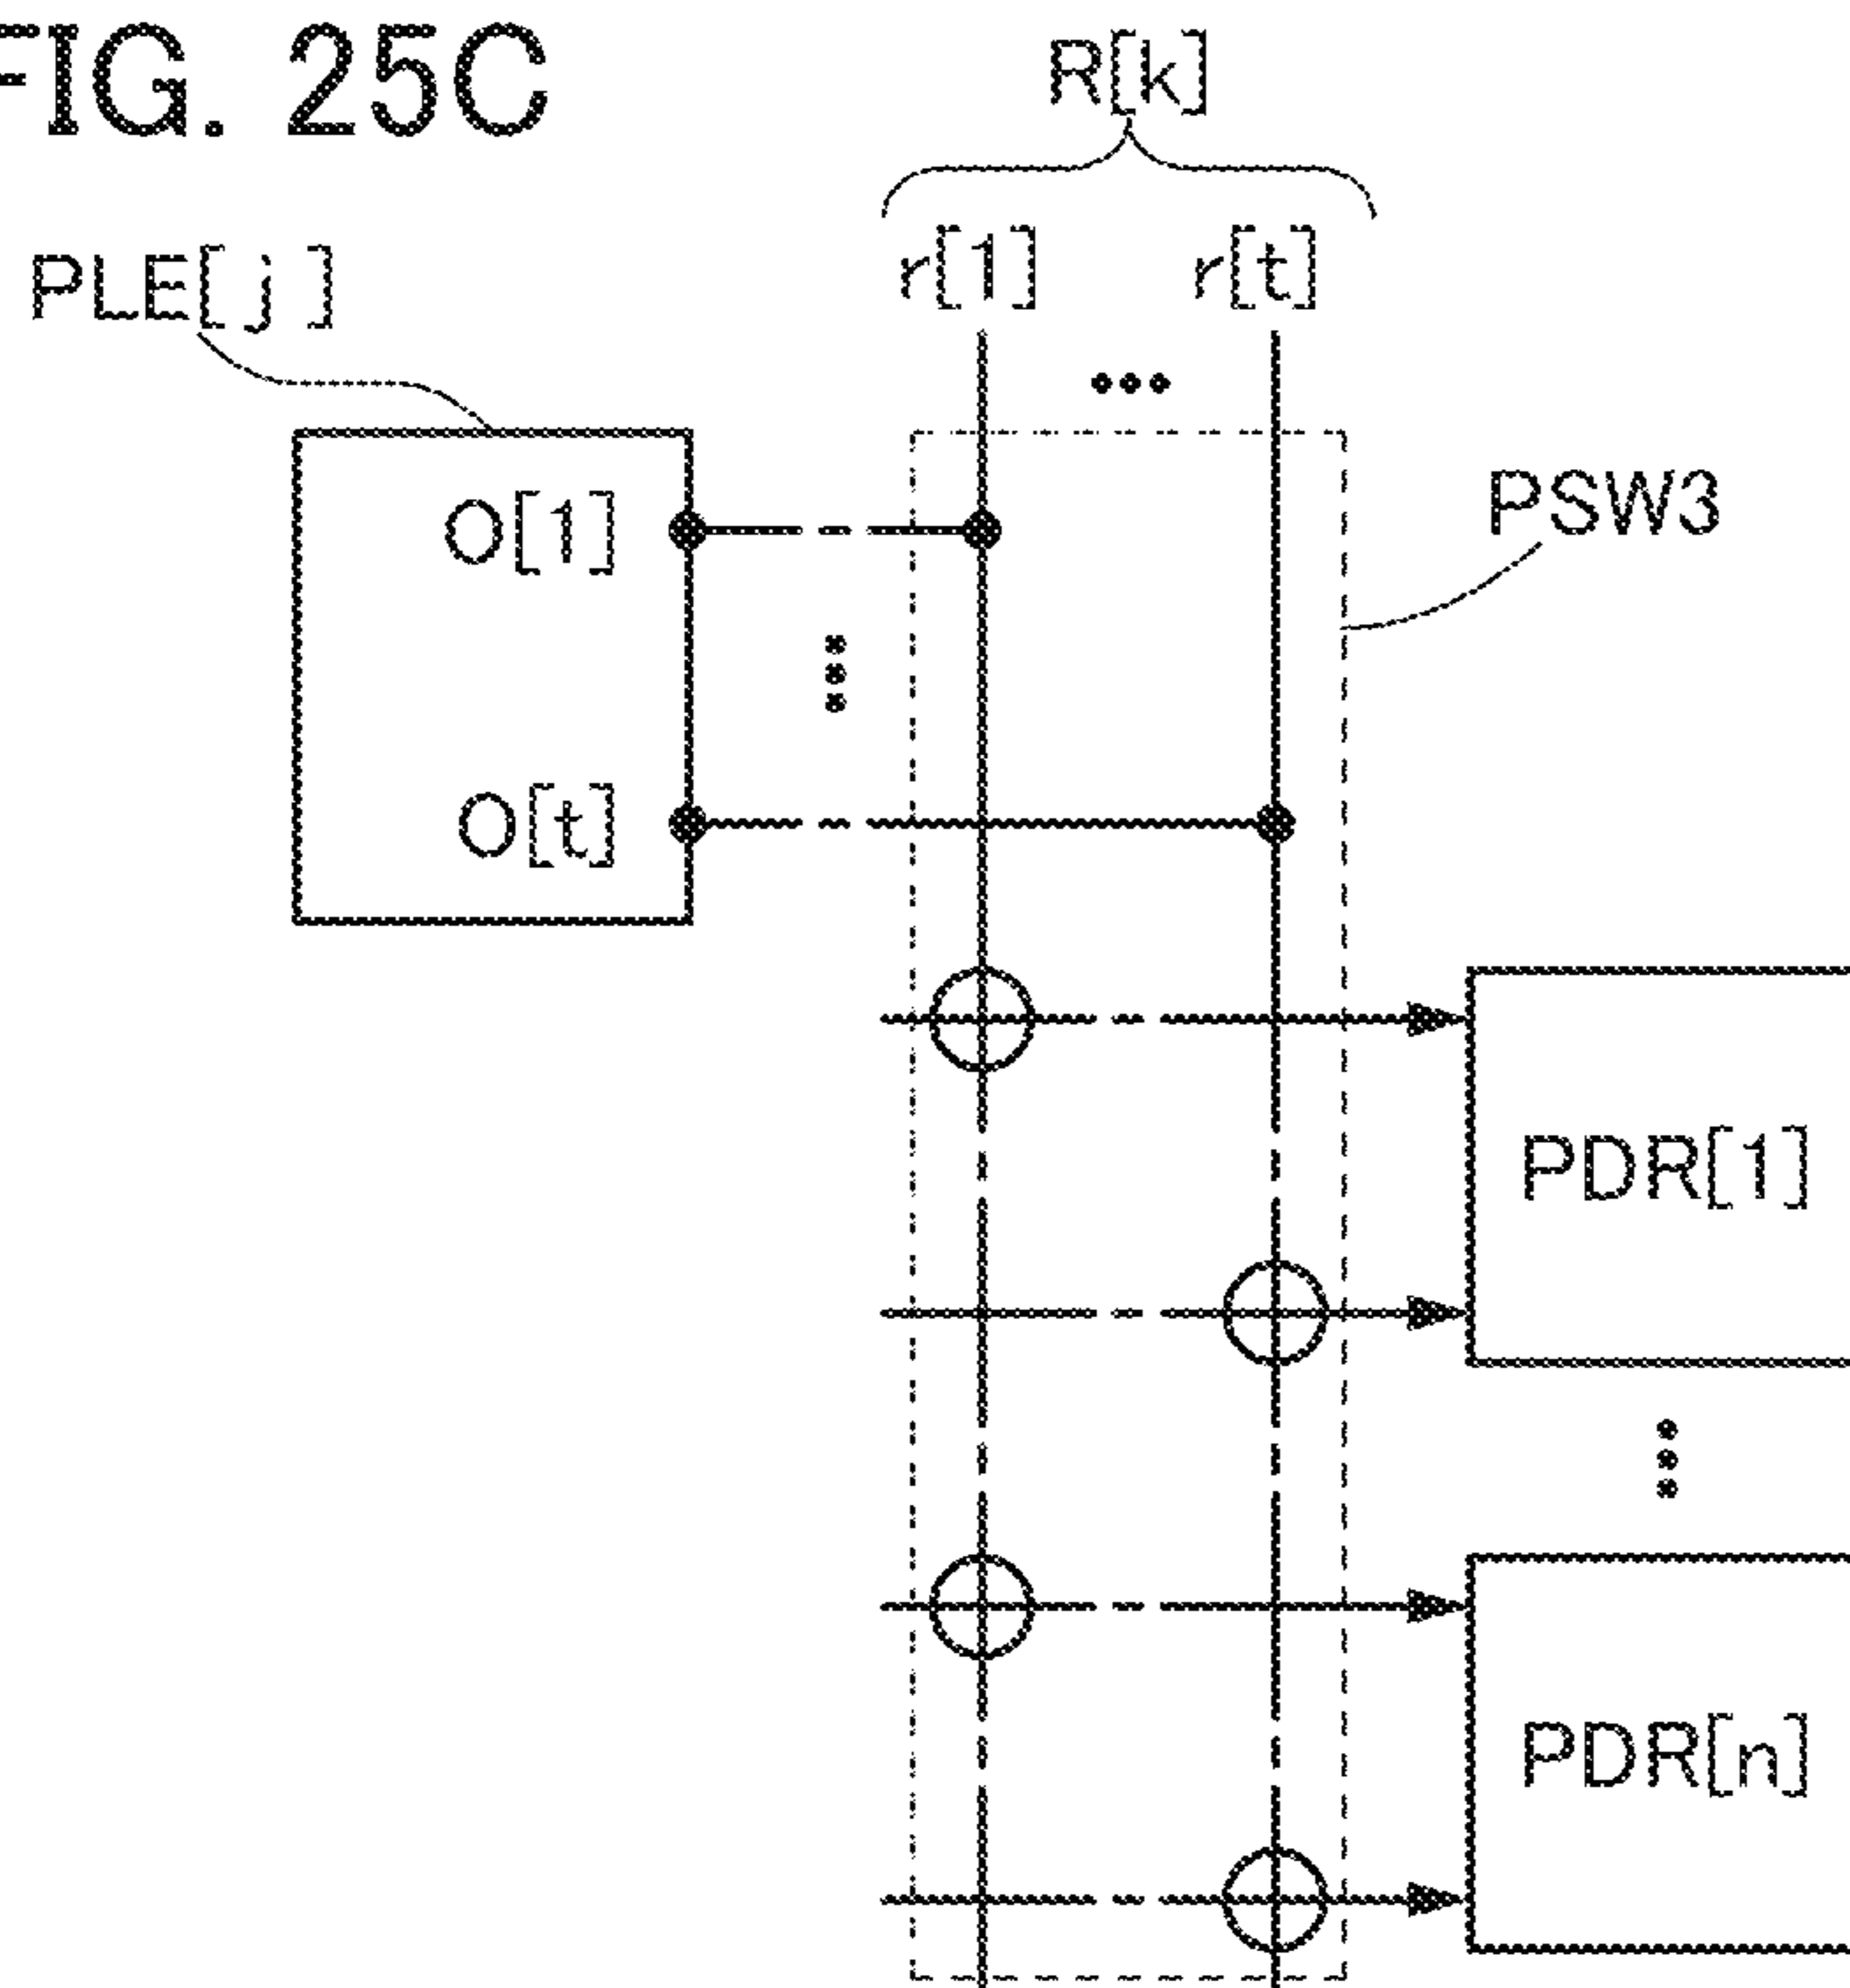 FIG. 25C
R[k]
PLE[j]
r[1] r[t]
O[1]
PSW3
O[t]
PDR[1]
PDR[n]